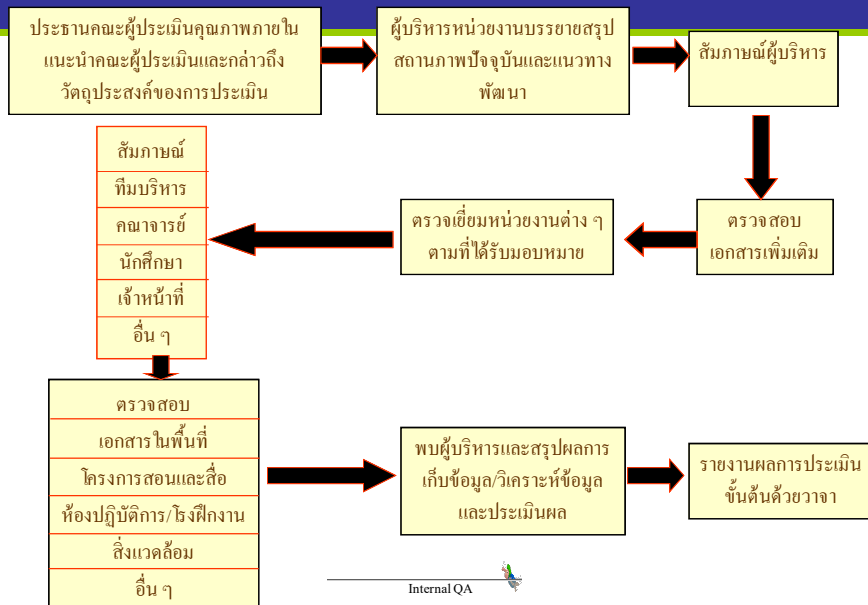 ประธานคณะผู้ประเมินคุณภาพภายใน
แนะนำคณะผู้ประเมินและกล่าวถึง
วัตถุประสงค์ของการประเมิน
ผู้บริหารหน่วยงานบรรยายสรุป
สถานภาพปัจจุบันและแนวทาง
พัฒนา
สัมภาษณ์ผู้บริหาร
ตรวจสอบ
เอกสารเพิ่มเติม
ตรวจเยี่ยมหน่วยงานต่าง ๆ
ตามที่ได้รับมอบหมาย
สัมภาษณ์
ทีมบริหาร
คณาจารย์
นักศึกษา
เจ้าหน้าที่
อื่น ๆ
ตรวจสอบ
เอกสารในพื้นที่
โครงการสอนและสื่อ
ห้องปฏิบัติการ/โรงฝึกงาน
สิ่งแวดล้อม
อื่น ๆ
พบผู้บริหารและสรุปผลการ
เก็บข้อมูล/วิเคราะห์ข้อมูล
และประเมินผล
รายงานผลการประเมิน
ขั้นต้นด้วยวาจา
Internal QA